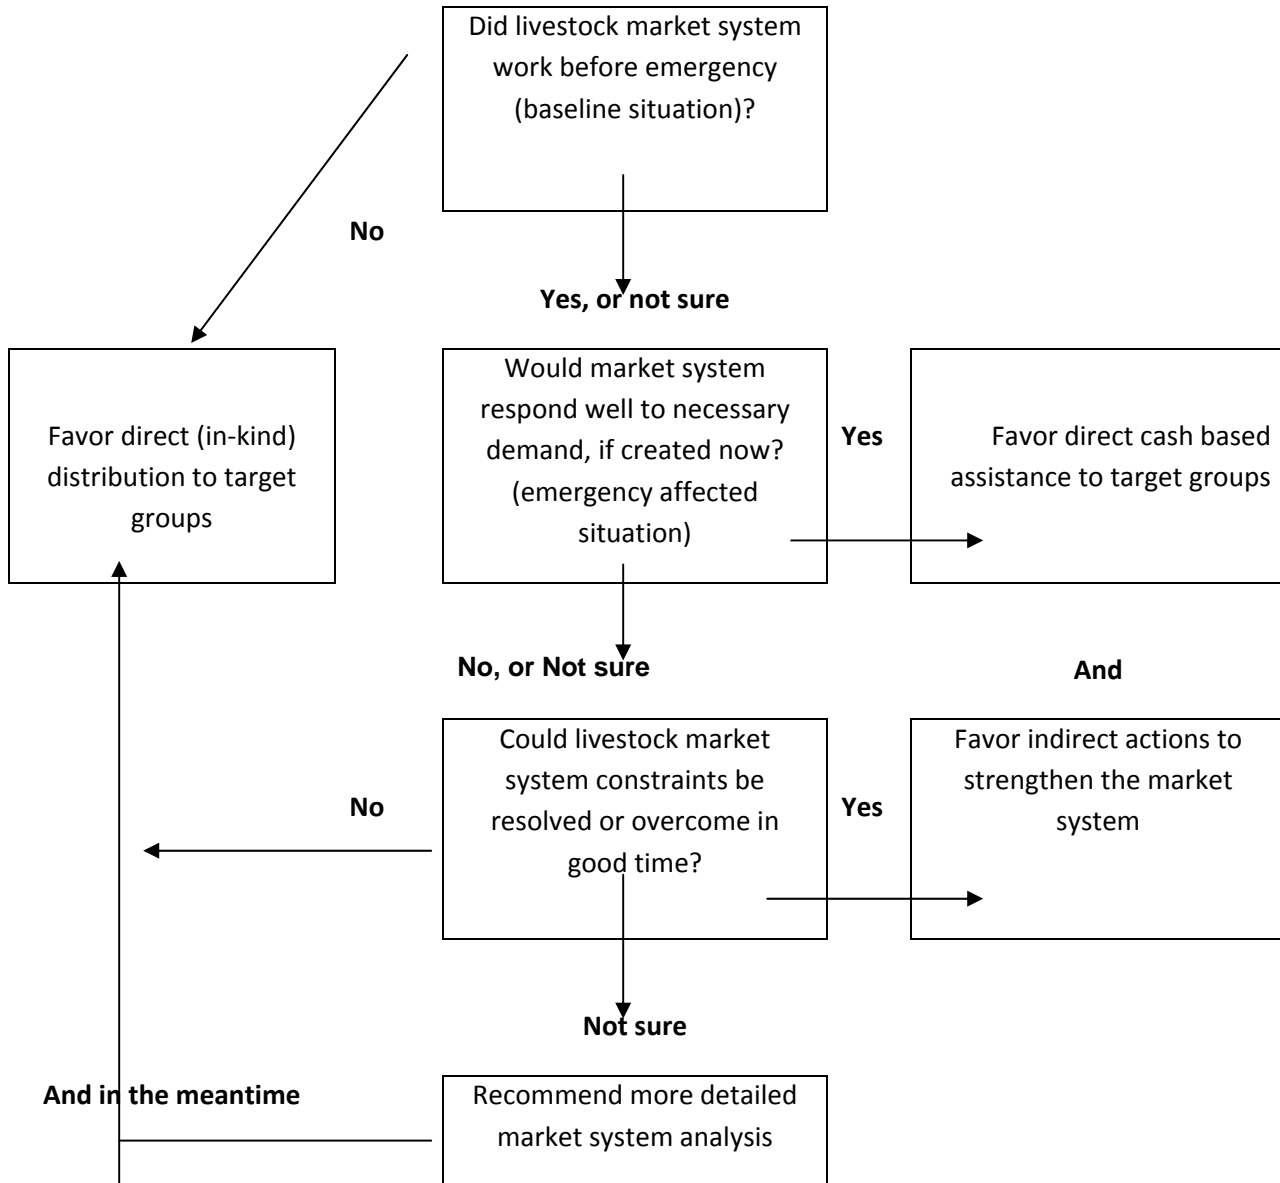 Did livestock market system
work before emergency
(baseline situation)?
No
Yes, or not sure
Favor direct (in-kind)
distribution to target
groups
Would market system
respond well to necessary
demand, if created now?
(emergency affected
situation)
Yes
Favor direct cash based
assistance to target groups
No, or Not sure
And
No
Could livestock market
system constraints be
resolved or overcome in
good time?
Yes
Favor indirect actions to
strengthen the market
system
Not sure
And in the meantime
Recommend more detailed
market system analysis